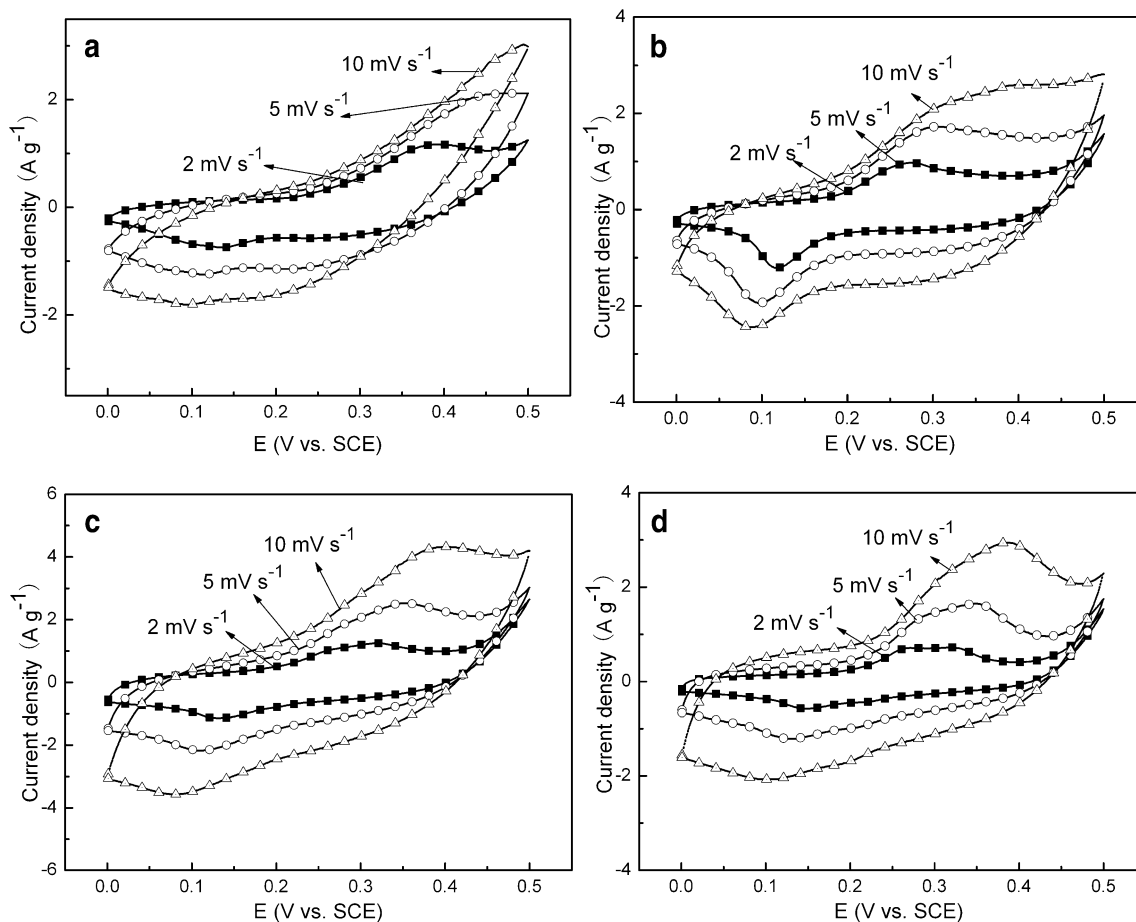 a
10 mV s⁻¹
5 mV s⁻¹
2 mV s⁻¹
2
0
-2
Current density (A g⁻¹)
0.0 0.1 0.2 0.3 0.4 0.5
E (V vs. SCE)
b
10 mV s⁻¹
5 mV s⁻¹
2 mV s⁻¹
4
2
0
-2
-4
Current density (A g⁻¹)
0.0 0.1 0.2 0.3 0.4 0.5
E (V vs. SCE)
c
10 mV s⁻¹
5 mV s⁻¹
2 mV s⁻¹
6
4
2
0
-2
-4
-6
Current density (A g⁻¹)
0.0 0.1 0.2 0.3 0.4 0.5
E (V vs. SCE)
d
10 mV s⁻¹
5 mV s⁻¹
2 mV s⁻¹
4
2
0
-2
-4
Current density (A g⁻¹)
0.0 0.1 0.2 0.3 0.4 0.5
E (V vs. SCE)